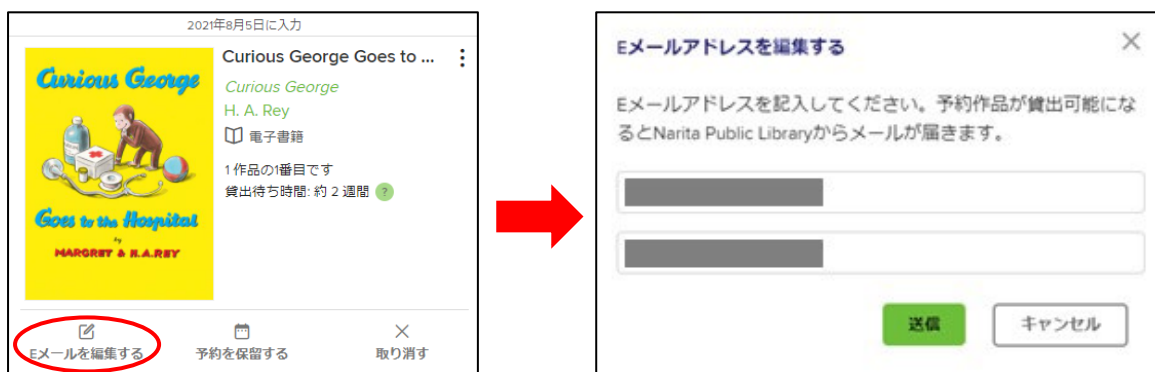 2021年8月5日に入力
Curious George
Goes to the Hospital
by
MARGRET & H.A.REY
Curious George Goes to ...
Curious George
H. A. Rey
電子書籍
1作品の1番目です
貸出待ち時間: 約 2 週間 ?
Eメールを編集する
予約を保留する
取り消す
Eメールアドレスを編集する
Eメールアドレスを記入してください。予約作品が貸出可能にな
るとNarita Public Libraryからメールが届きます。
送信
キャンセル